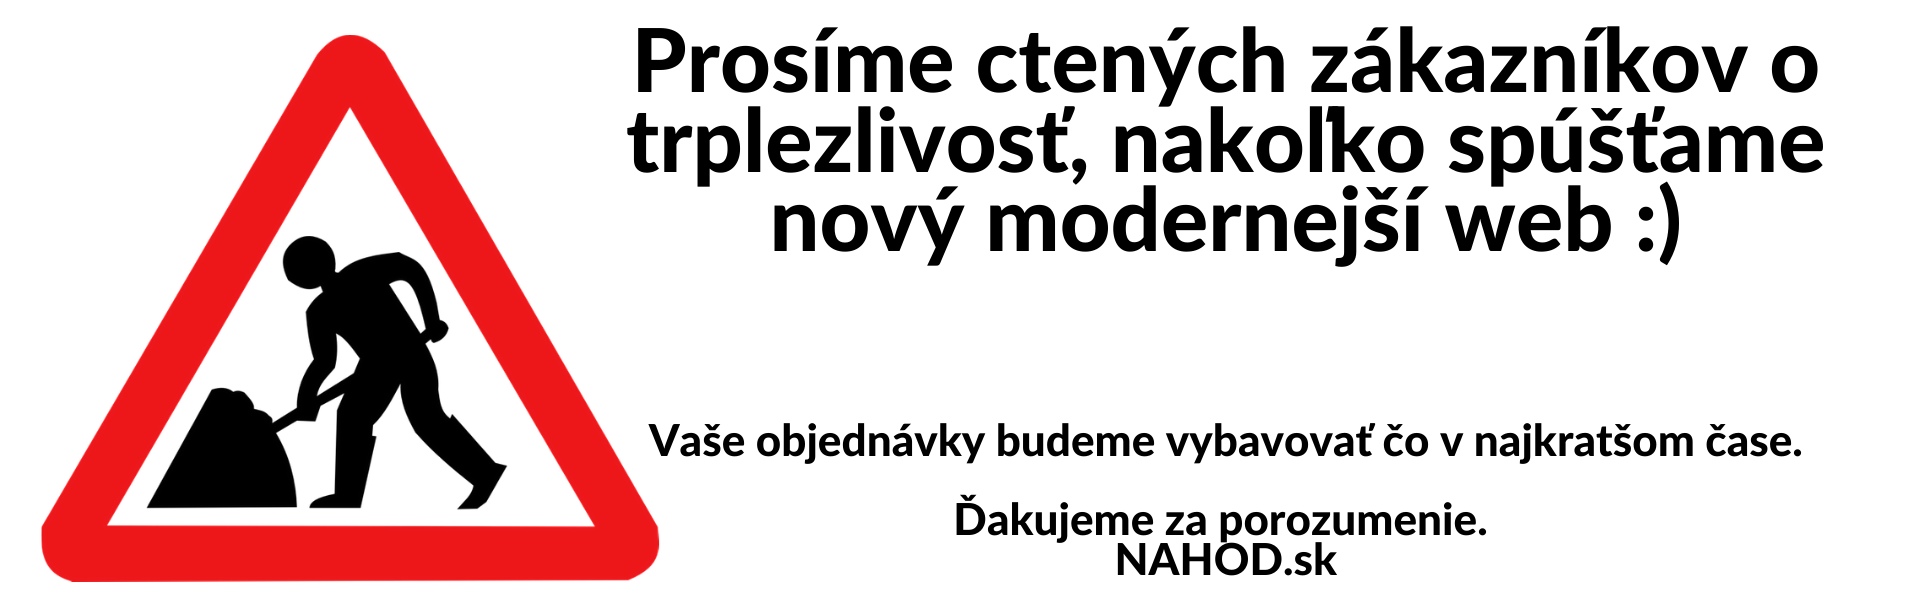 Prosíme ctených zákazníkov o
trplezlivosť, nakoľko spúšťame
nový modernejší web :)
Vaše objednávky budeme vybavovať čo v najkratšom čase.
Ďakujeme za porozumenie.
NAHOD.sk